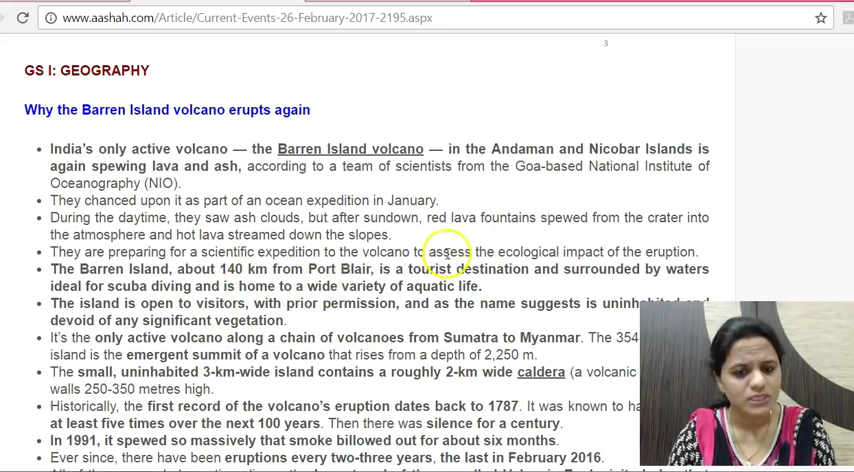 www.aashah.com/Article/Current-Events-26-February-2017-2195.aspx
3
GS I: GEOGRAPHY
Why the Barren Island volcano erupts again
• India's only active volcano — the Barren Island volcano — in the Andaman and Nicobar Islands is
again spewing lava and ash, according to a team of scientists from the Goa-based National Institute of
Oceanography (NIO).
• They chanced upon it as part of an ocean expedition in January.
• During the daytime, they saw ash clouds, but after sundown, red lava fountains spewed from the crater into
the atmosphere and hot lava streamed down the slopes.
• They are preparing for a scientific expedition to the volcano to assess the ecological impact of the eruption.
• The Barren Island, about 140 km from Port Blair, is a tourist destination and surrounded by waters
ideal for scuba diving and is home to a wide variety of aquatic life.
• The island is open to visitors, with prior permission, and as the name suggests is uninhabited and
devoid of any significant vegetation.
• It's the only active volcano along a chain of volcanoes from Sumatra to Myanmar. The 354
island is the emergent summit of a volcano that rises from a depth of 2,250 m.
• The small, uninhabited 3-km-wide island contains a roughly 2-km wide caldera (a volcanic
walls 250-350 metres high.
• Historically, the first record of the volcano's eruption dates back to 1787. It was known to
at least five times over the next 100 years. Then there was silence for a century.
• In 1991, it spewed so massively that smoke billowed out for about six months.
• Ever since, there have been eruptions every two-three years, the last in February 2016.